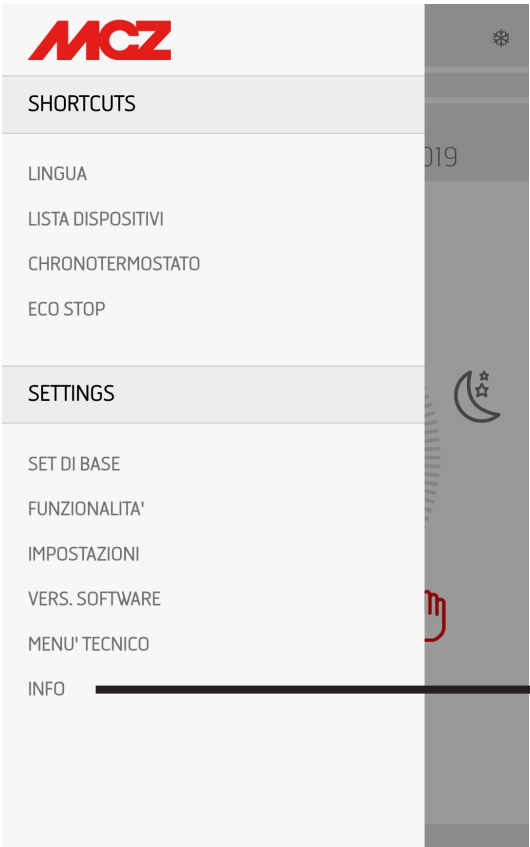 MCZ
SHORTCUTS
019
LINGUA
LISTA DISPOSITIVI
CHRONOTERMOSTATO
ECO STOP
SETTINGS
SET DI BASE
FUNZIONALITA'
IMPOSTAZIONI
VERS. SOFTWARE
MENU' TECNICO
INFO